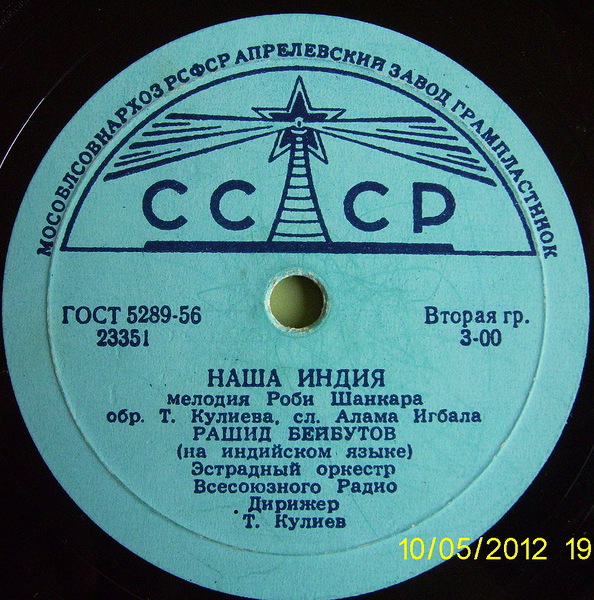 МОСОБЛСОВНАРХОЗ РСФСР АПРЕЛЕВСКИЙ ЗАВОД ГРАМПЛАСТИНОК
СССР
ГОСТ 5289-56
23351
Вторая гр.
3-00
НАША ИНДИЯ
мелодия Роби Шанкара
обр. Т. Кулиева, сл. Алама Игбала
РАШИД БЕЙБУТОВ
(на индийском языке)
Эстрадный оркестр
Всесоюзного Радио
Дирижер
Т. Кулиев
10/05/2012 19